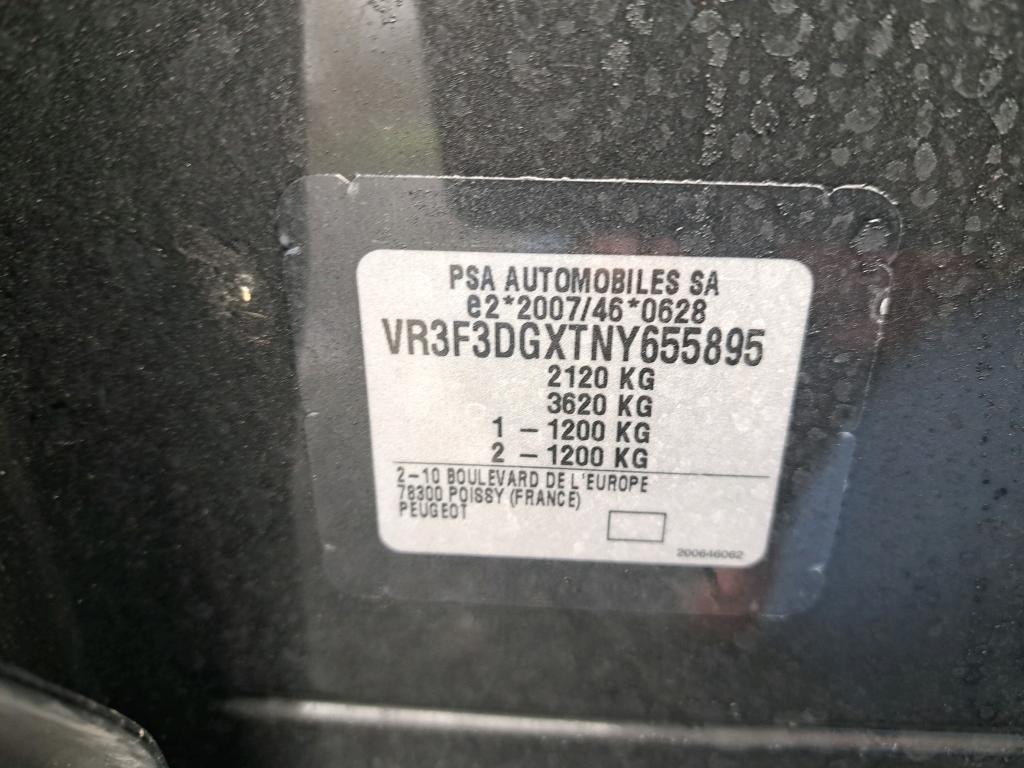 PSA AUTOMOBILES SA
e2*2007/46*0628
VR3F3DGXTNY655895
2120 KG
3620 KG
1 – 1200 KG
2 – 1200 KG
2–10 BOULEVARD DE L'EUROPE
78300 POISSY (FRANCE)
PEUGEOT
200646062